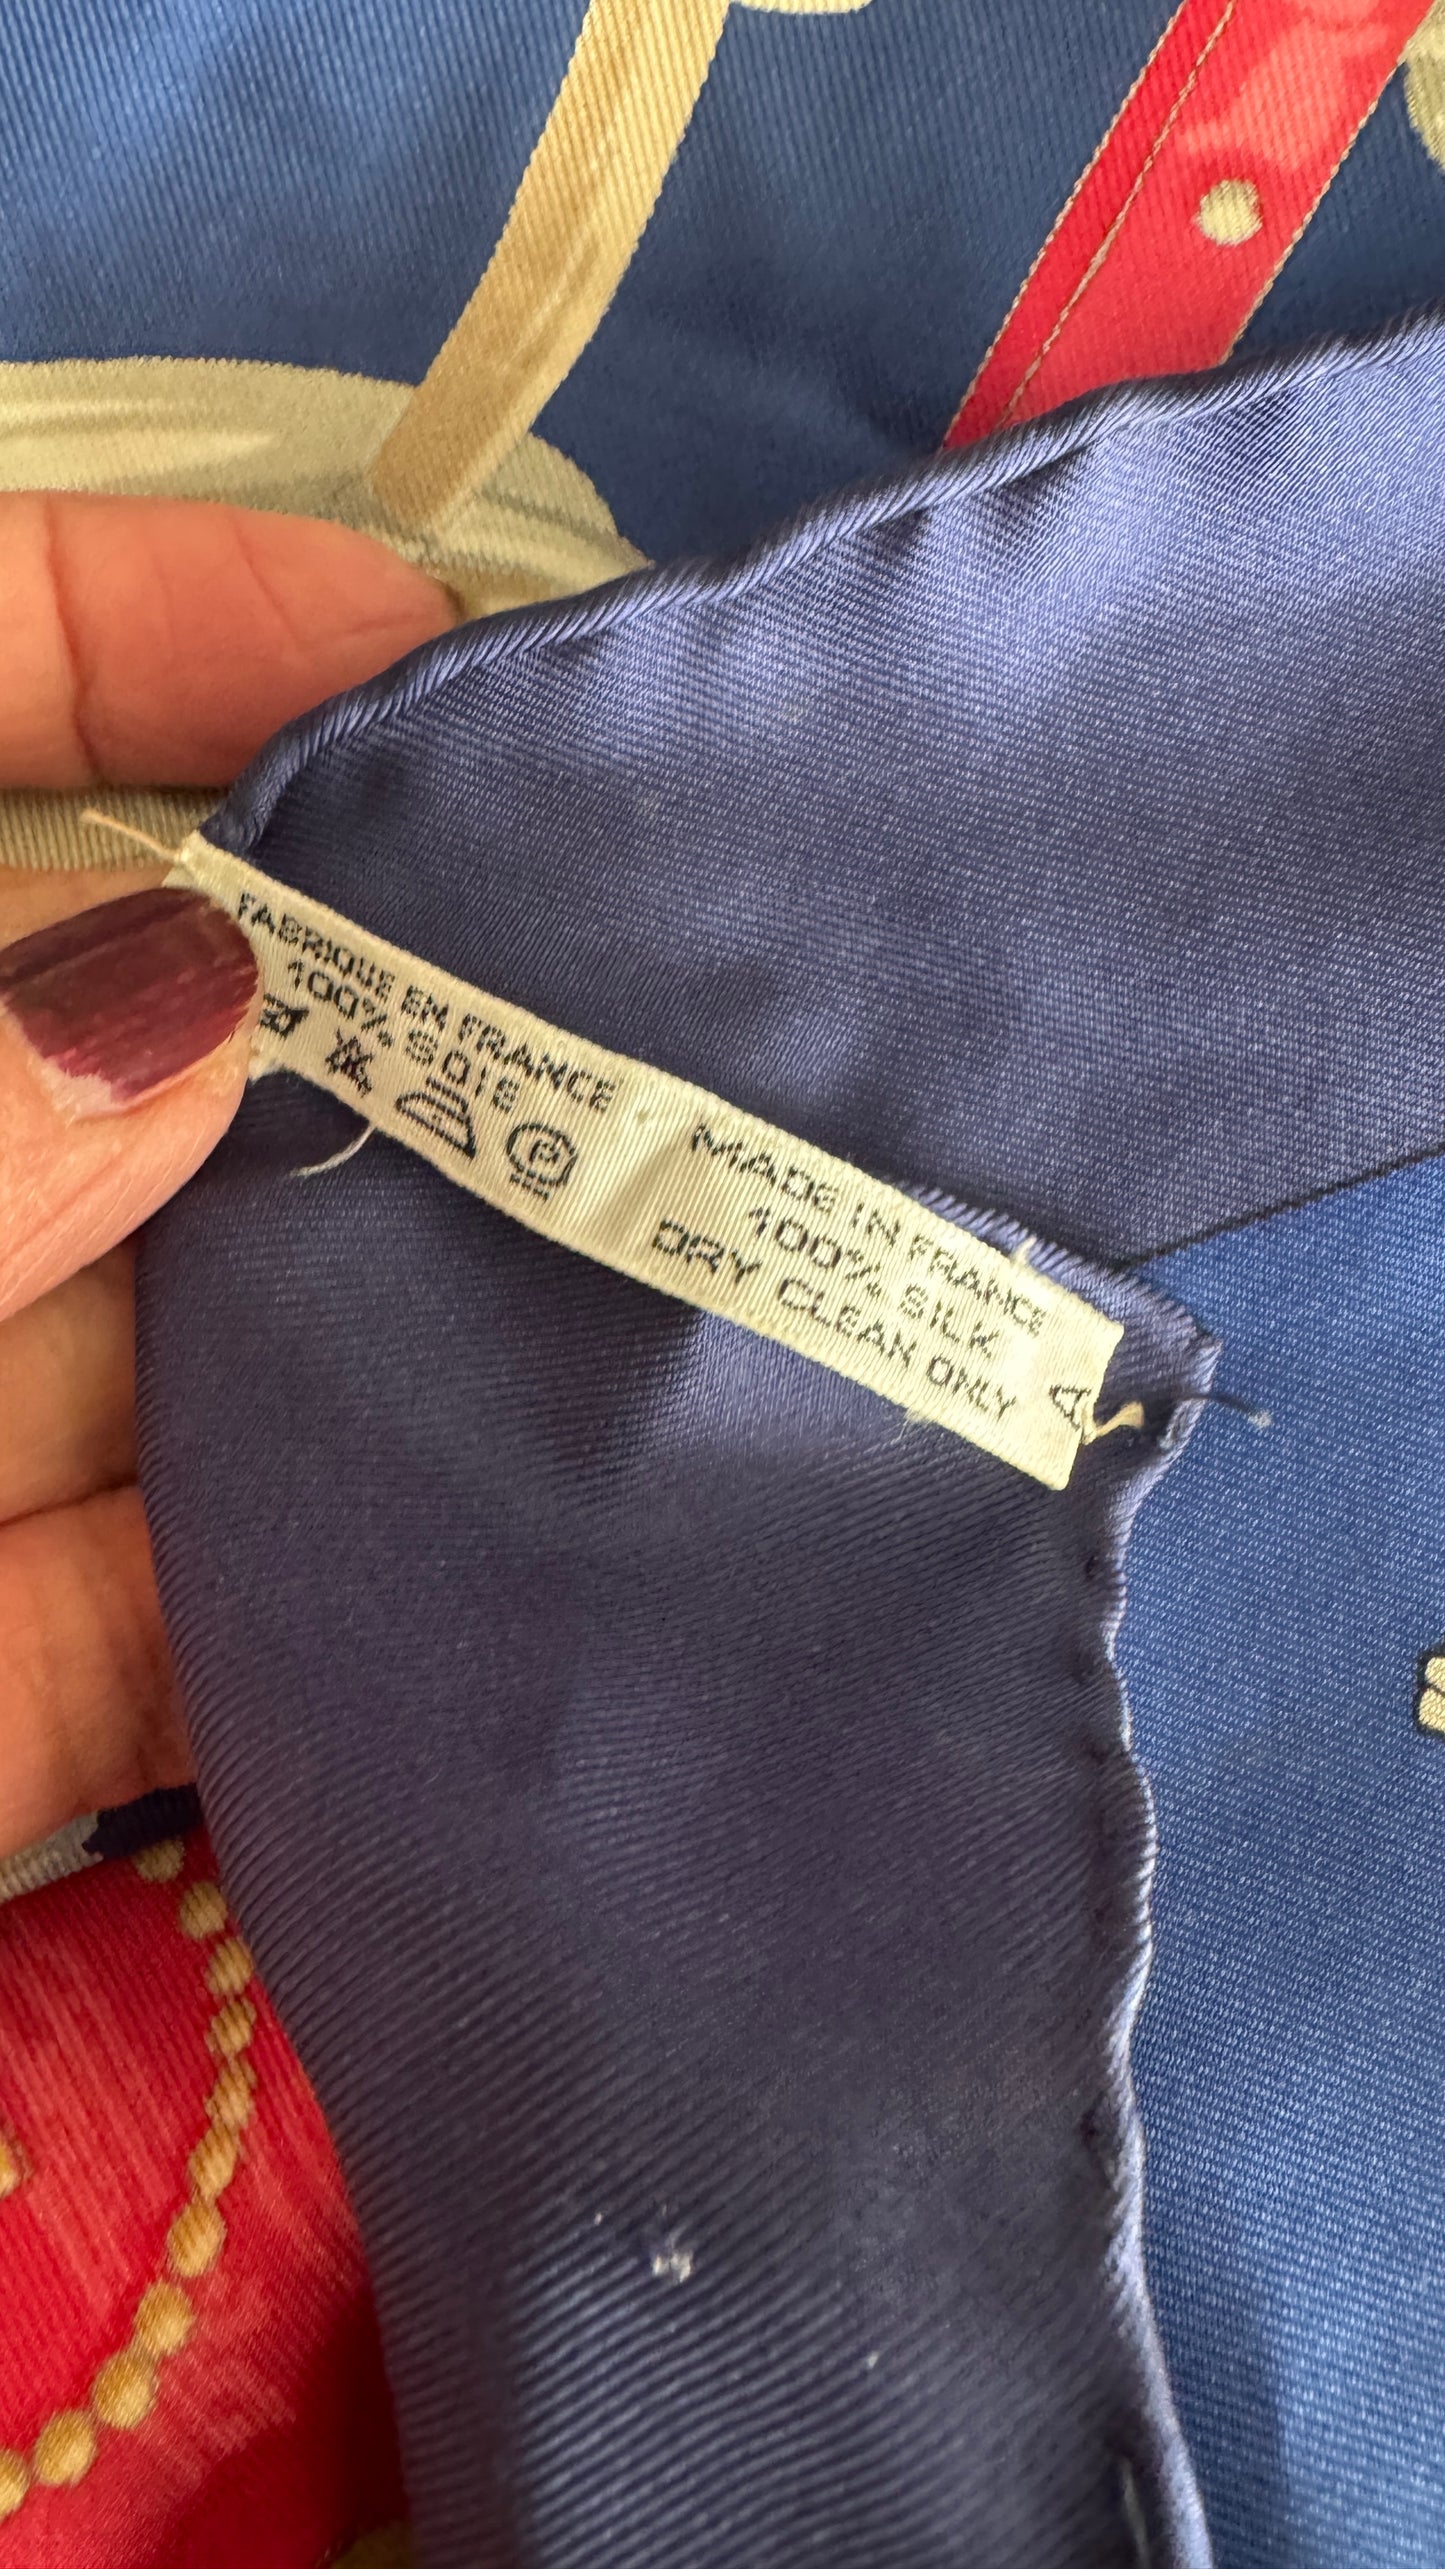 FABRIQUE EN FRANCE
100% SOIE
P
MADE IN FRANCE
100% SILK
DRY CLEAN ONLY
A